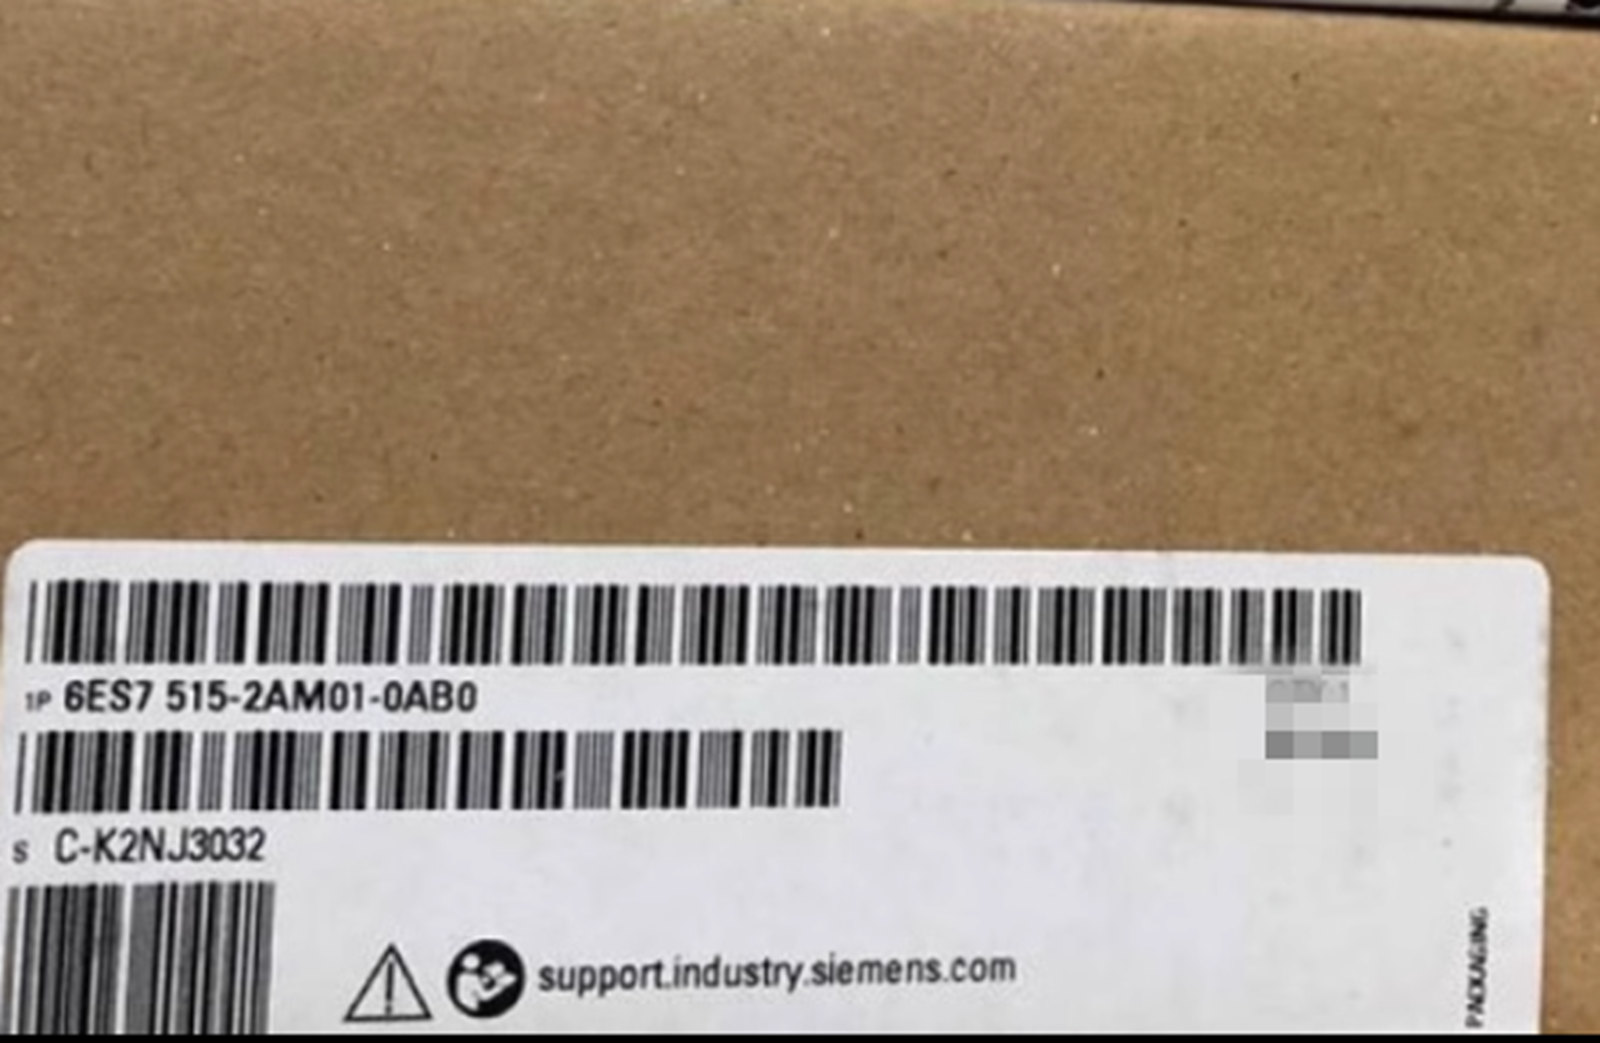 1P 6ES7 515-2AM01-0AB0
S C-K2NJ3032
support.industry.siemens.com
PACKAGING